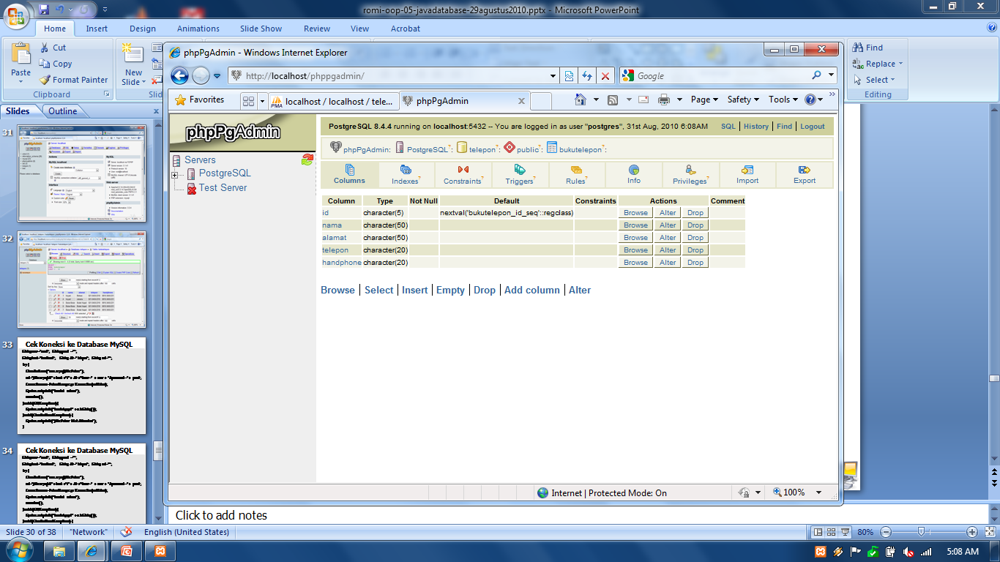 romi-oop-05-javadatabase-29agustus2010.pptx - Microsoft PowerPoint
Home Insert Design Animations Slide Show Review View Acrobat
Paste
Cut
Copy
Format Painter
Clipboard
New
Slide
Slid
Find
Replace
Select
Editing
Slides Outline
phpPgAdmin - Windows Internet Explorer
http://localhost/phppgadmin/
Google
Favorites
PMA localhost / localhost / tele...
phpPgAdmin
Page Safety Tools
phpPgAdmin
Servers
PostgreSQL
Test Server
PostgreSQL 8.4.4 running on localhost:5432 -- You are logged in as user "postgres", 31st Aug, 2010 6:08AM
SQL | History | Find | Logout
phpPgAdmin: PostgreSQL?: telepon?: public?: bukutelepon?:
Columns Indexes? Constraints? Triggers? Rules? Info Privileges? Import Export
Column Type Not Null Default Constraints Actions Comment
id character(5) nextval('bukutelepon_id_seq'::regclass) Browse Alter Drop
nama character(50) Browse Alter Drop
alamat character(50) Browse Alter Drop
telepon character(20) Browse Alter Drop
handphone character(20) Browse Alter Drop
Browse | Select | Insert | Empty | Drop | Add column | Alter
31
32
33
Cek Koneksi ke Database MySQL
34
Cek Koneksi ke Database MySQL
Internet | Protected Mode: On
100%
Click to add notes
Slide 30 of 38
"Network"
English (United States)
80%
5:08 AM